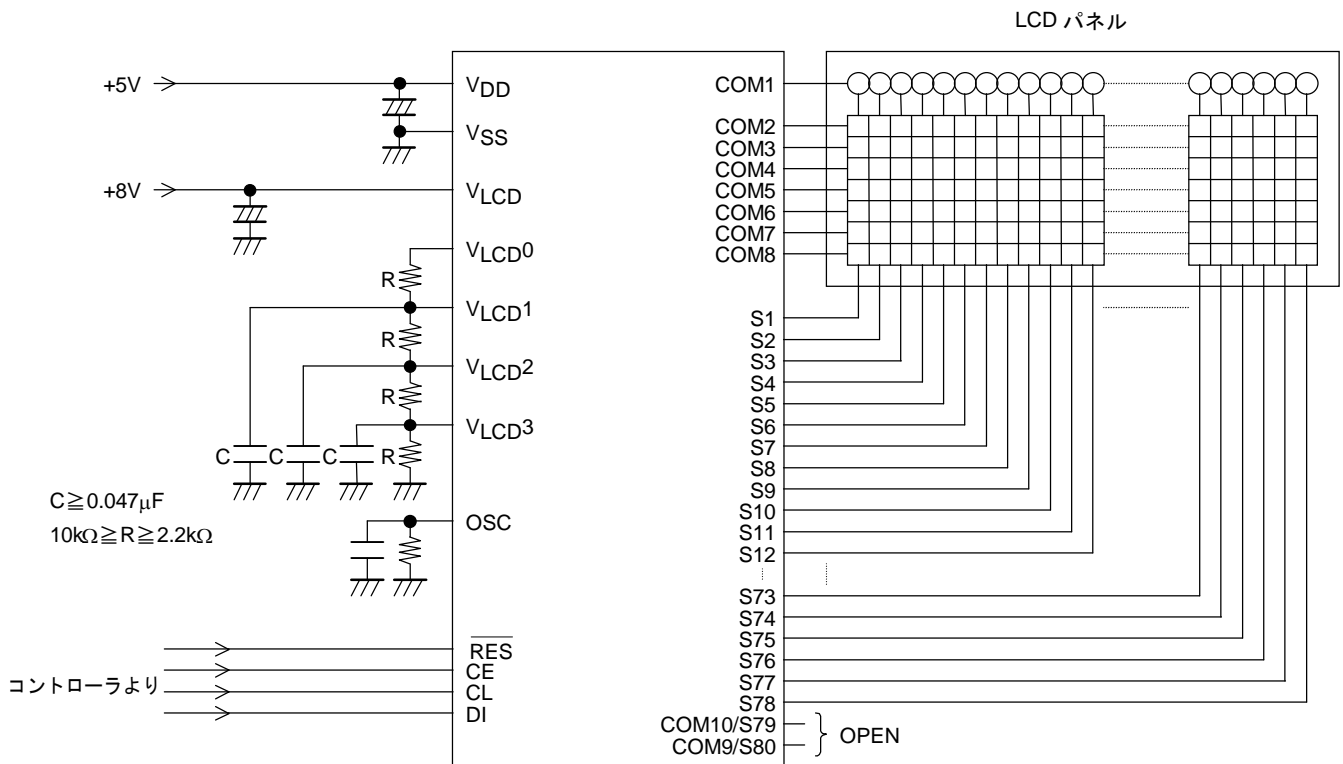 LCD パネル
+5V
VDD
VSS
+8V
VLCD
VLCD0
R
VLCD1
R
VLCD2
R
VLCD3
C
C
C
R
C≧0.047μF
10kΩ≧R≧2.2kΩ
OSC
RES
CE
CL
DI
コントローラより
COM1
COM2
COM3
COM4
COM5
COM6
COM7
COM8
S1
S2
S3
S4
S5
S6
S7
S8
S9
S10
S11
S12
S73
S74
S75
S76
S77
S78
COM10/S79
COM9/S80
OPEN